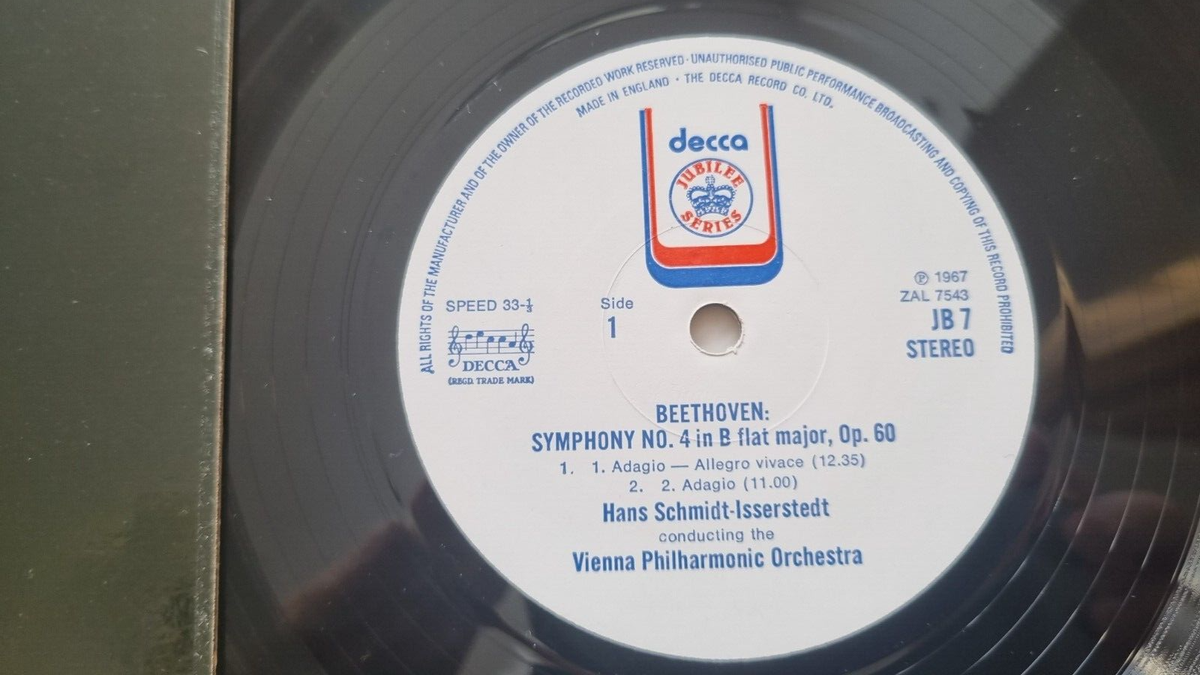 ALL RIGHTS OF THE MANUFACTURER AND OF THE OWNER OF THE RECORDED WORK RESERVED · UNAUTHORISED PUBLIC PERFORMANCE BROADCASTING AND COPYING OF THIS RECORD PROHIBITED
MADE IN ENGLAND · THE DECCA RECORD CO. LTD.
decca
JUBILEE
SERIES
SPEED 33-⅓
DECCA
(REGD. TRADE MARK)
Side
1
℗ 1967
ZAL 7543
JB 7
STEREO
BEETHOVEN:
SYMPHONY NO. 4 in B flat major, Op. 60
1. 1. Adagio — Allegro vivace (12.35)
2. 2. Adagio (11.00)
Hans Schmidt-Isserstedt
conducting the
Vienna Philharmonic Orchestra